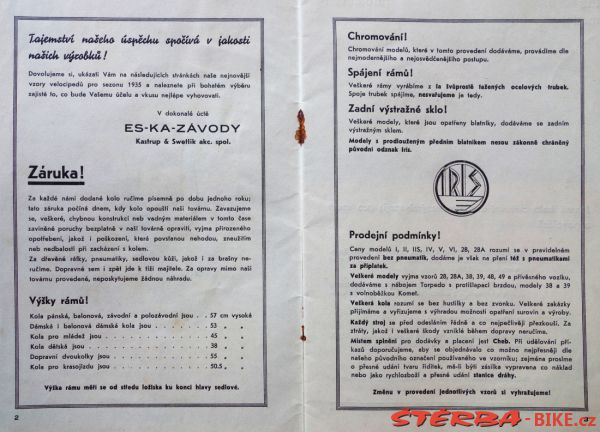 Tajemství našeho úspěchu spočívá v jakosti
našich výrobků!
Dovolujeme si, ukázati Vám na následujících stránkách naše nejnovější
vzory velocipedů pro sezonu 1935 a naleznete při bohatém výběru
zajisté to, co bude Vašemu účelu a vkusu nejlépe vyhovovali.
V dokonalé úctě
ES-KA-ZÁVODY
Kastrup & Swetlik akc. spol.
Záruka!
Za každé námi dodané kolo ručíme písemně po dobu jednoho roku;
tato záruka počíná dnem, kdy kolo opouští naši továrnu. Zavazujeme
se, veškeré, chybnou konstrukcí neb vadným materiálem v tomto čase
zaviněné poruchy bezplatně v naší továrně opraviti, vyjma přirozeného
opotřebení, jakož i poškození, která povstanou nehodou, zneužitím
neb nedbalostí při zacházení s kolem.
Za dřevěné ráfky, pneumatiky, sedlovou kůži, jakož i za brašny ne-
ručíme. Dopravné sem i zpět jde k tíži majitele. Za opravy mimo naši
továrnu provedené, neposkytujeme žádnou náhradu.
Výšky rámů!
Kola pánská, balonová, závodní a polozávodní jsou . . 57 cm vysoké
Dámská i balonová dámská kola jsou . . . . . . . . 53 „ „
Kola pro mládež jsou . . . . . . . . . . . . . 45 „ „
Kola dětská jsou . . . . . . . . . . . . . . 38 „ „
Dopravní dvoukolky jsou . . . . . . . . . . . 55 „ „
Kola pro krasojízdu jsou . . . . . . . . . . . 50.5 „ „
Výška rámu měří se od středu ložiska ku konci hlavy sedlové.
2
Chromování!
Chromování modelů, které v tomto provedení dodáváme, provádíme dle
nejmodernějšího a nejosvědčenějšího postupu.
Spájení rámů!
Veškeré rámy vyrábíme z Ia švůprostě tažených ocelových trubek.
Spoje trubek spájíme, nesvařujeme je tedy.
Zadní výstražné sklo!
Veškeré modely, které jsou opatřeny blatníky, dodáváme se zadním
výstražným sklem.
Modely s prodlouženým předním blatníkem nesou zákonně chráněný
původní odznak Iris.
IRIS
Prodejní podmínky!
Ceny modelů I, II, IIS, IV, V, VI, 28, 28A rozumí se v pravidelném
provedení bez pneumatik, dodáme je však na přání též s pneumatikami
za příplatek.
Veškeré modely vyjma vzorů 28, 28A, 38, 39, 48, 49 a přívěsného vozíku,
dodáváme s nábojem Torpedo s protišlapací brzdou, modely 38 a 39
s volnoběžkou Komet.
Veškerá kola rozumí se bez hustilky a bez zvonku. Veškeré zakázky
přijímáme a vyřizujeme s výhradou možnosti opatření surovin a výroby.
Každý stroj se před odesláním řádně a co nejpečlivěji přezkouší. Za
ztráty, jakož i veškeré škody vzniklé během dopravy neručíme.
Místem splnění pro dodávky a placení jest Cheb. Při udělování pří-
kazů doporučujeme, aby se objednávalo co možno nejpřesněji dle
našeho původního označení používaného ve vzorníku; zejména prosíme
o přesné udání tvaru řidítek, má-li býti zásilka vypravena co náklad
nebo jako rychlozboží a přesné udání stanice dráhy.
Změnu v provedení jednotlivých vzorů si vyhražujeme!
ŠTĚRBA-BIKE.cz